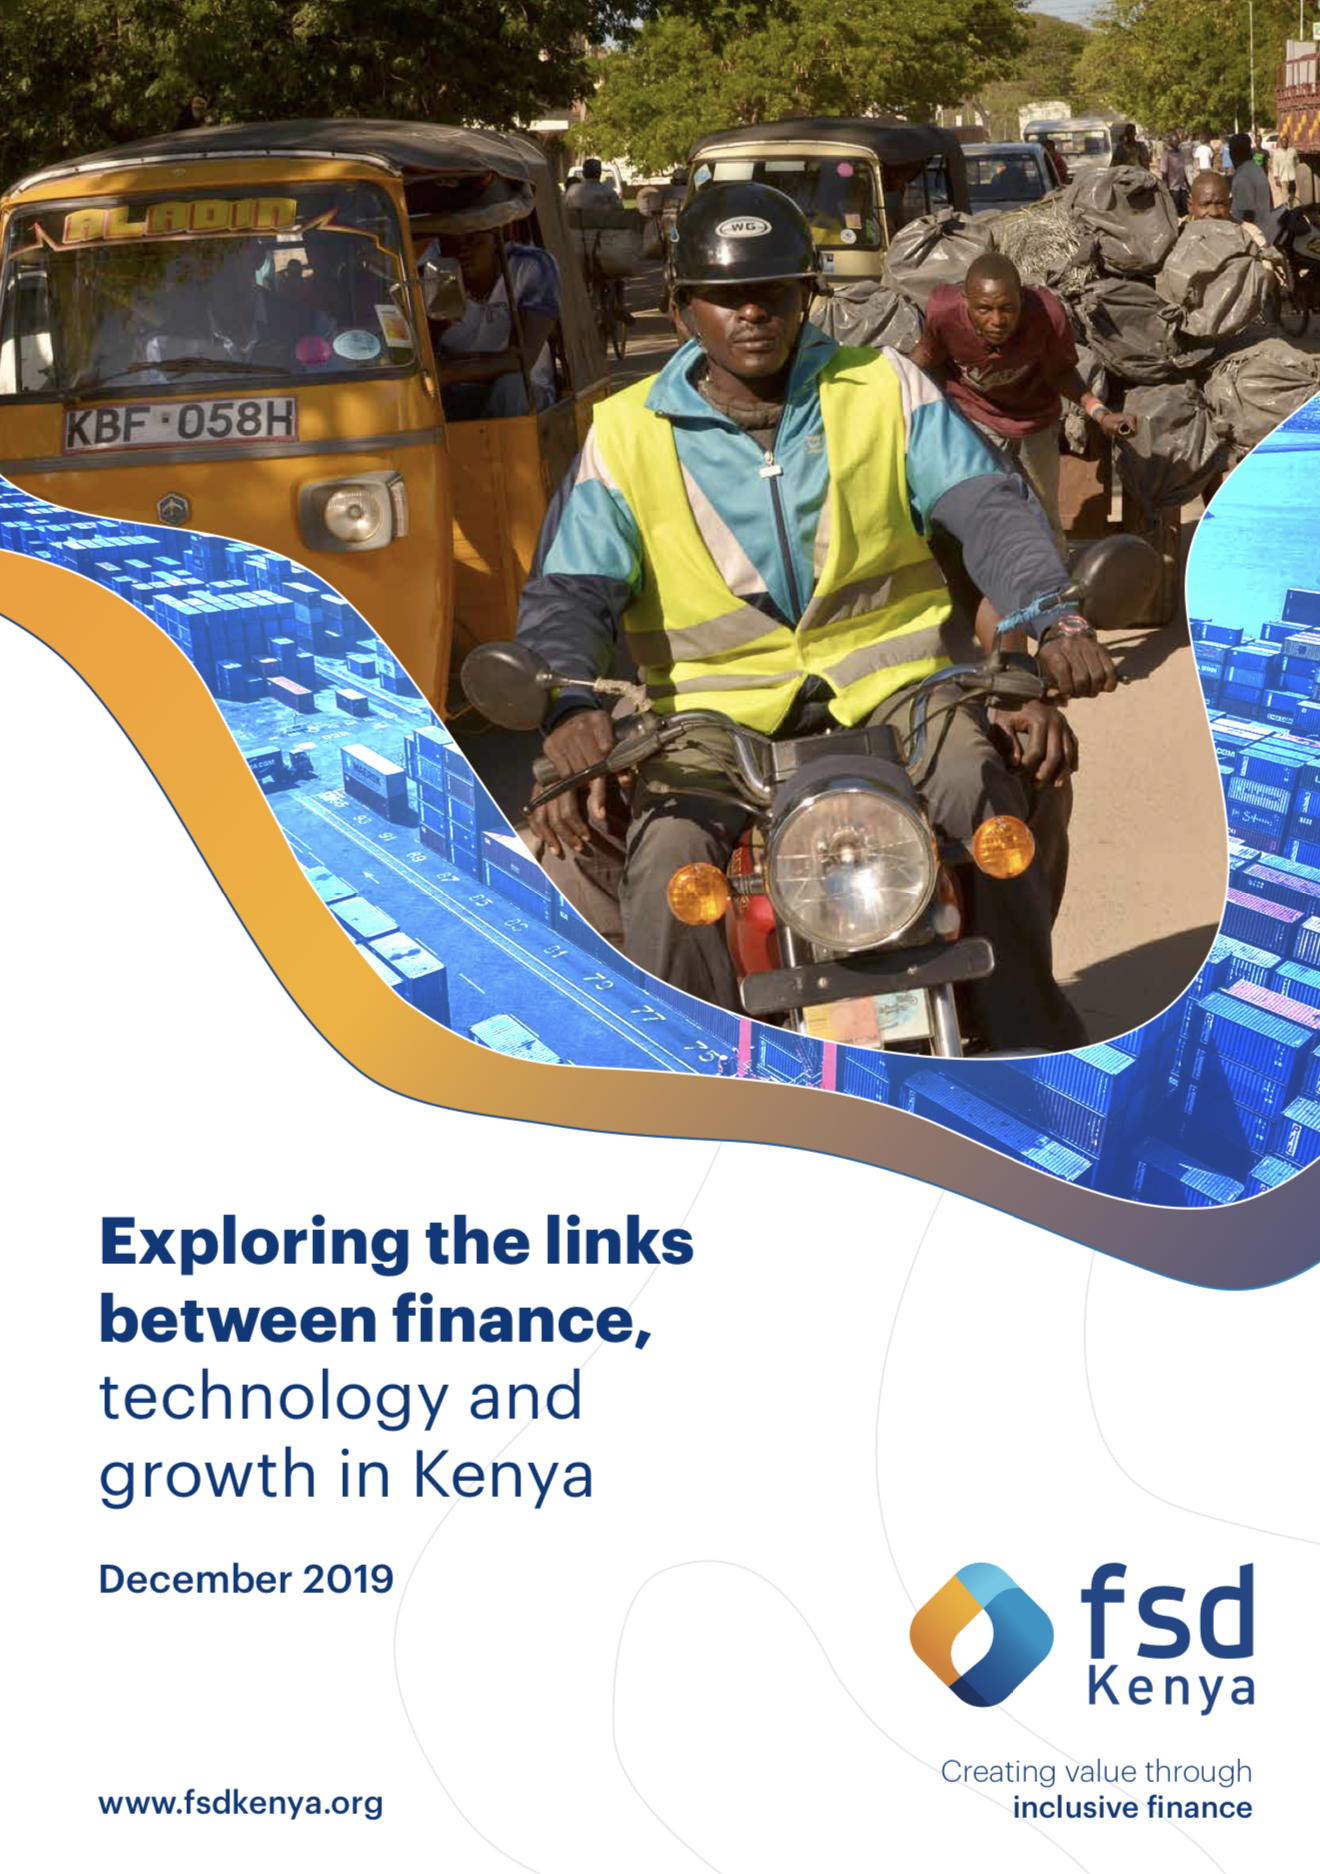 ALADIN
KBF 058H
WG
Exploring the links
between finance,
technology and
growth in Kenya
December 2019
fsd
Kenya
www.fsdkenya.org
Creating value through
inclusive finance